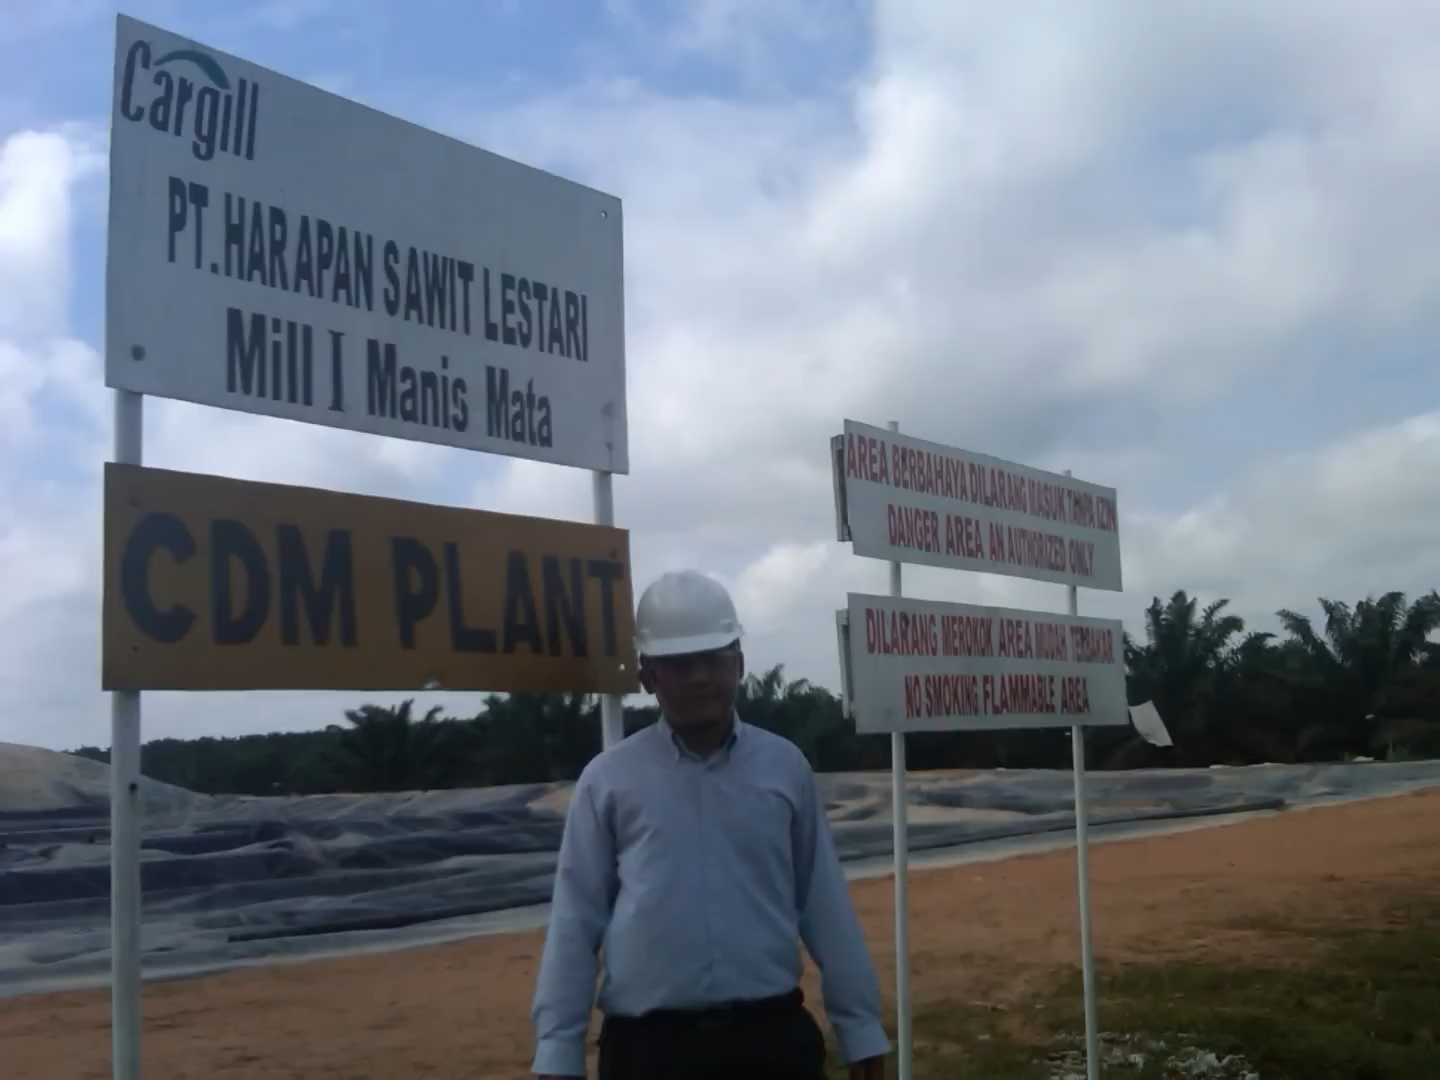 Cargill
PT.HARAPAN SAWIT LESTARI
Mill I Manis Mata
CDM PLANT
AREA BERBAHAYA DILARANG MASUK TANPA IZIN
DANGER AREA AN AUTHORIZED ONLY
DILARANG MEROKOK AREA MUDAH TERBAKAR
NO SMOKING FLAMMABLE AREA